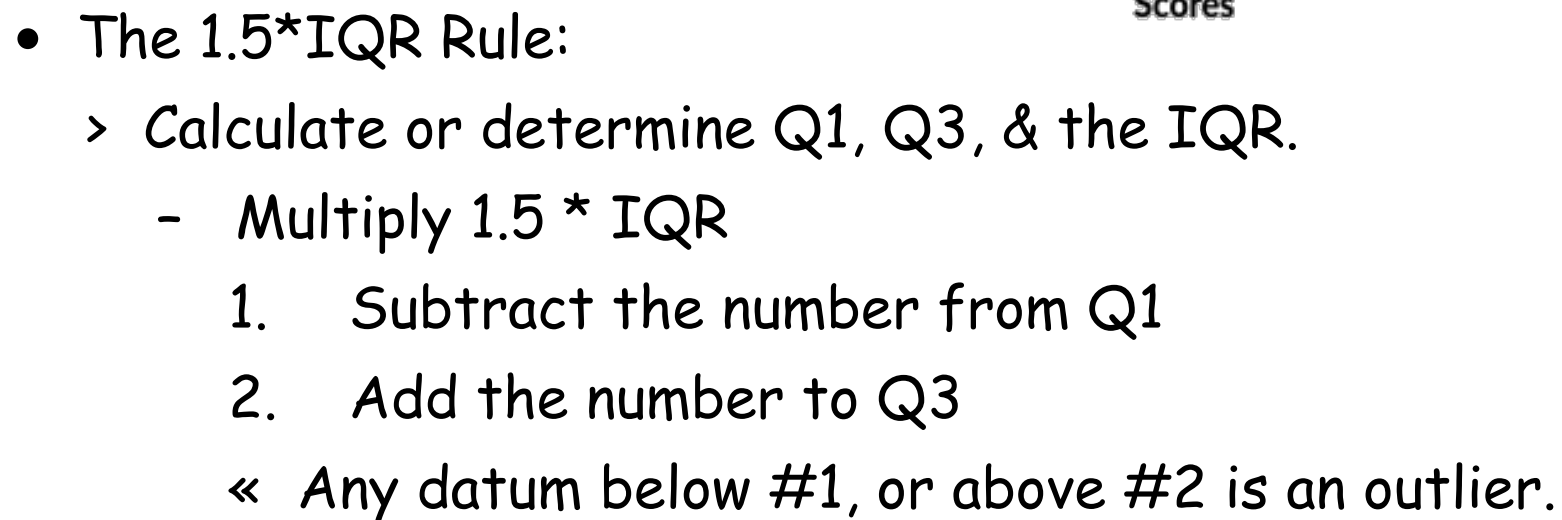 Scores
• The 1.5*IQR Rule:
> Calculate or determine Q1, Q3, & the IQR.
– Multiply 1.5 * IQR
1. Subtract the number from Q1
2. Add the number to Q3
« Any datum below #1, or above #2 is an outlier.